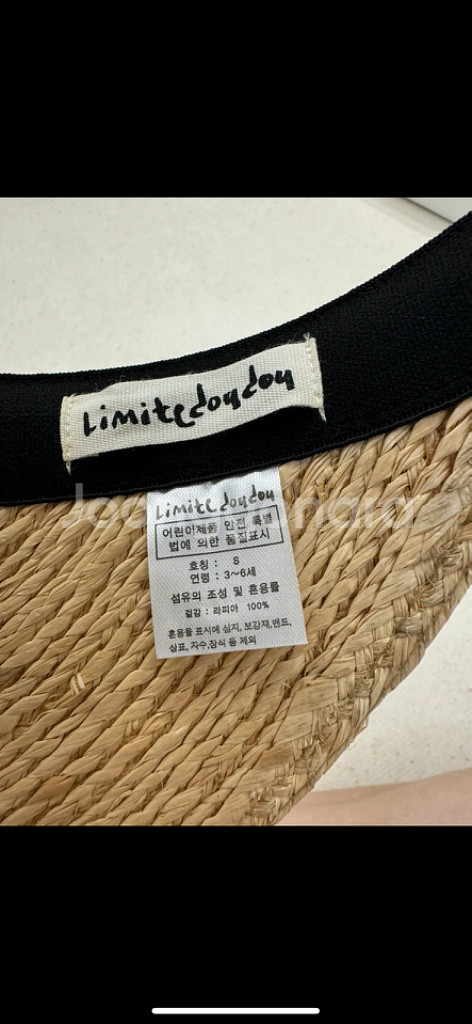 Limitedoudou
Limitedoudou
어린이제품 안전 특별
법에 의한 품질표시
호칭 : S
연령 : 3~6세
섬유의 조성 및 혼용률
겉감 : 라피아 100%
혼용률 표시에 심지, 보강재,밴드,
상표, 자수,장식 등 제외